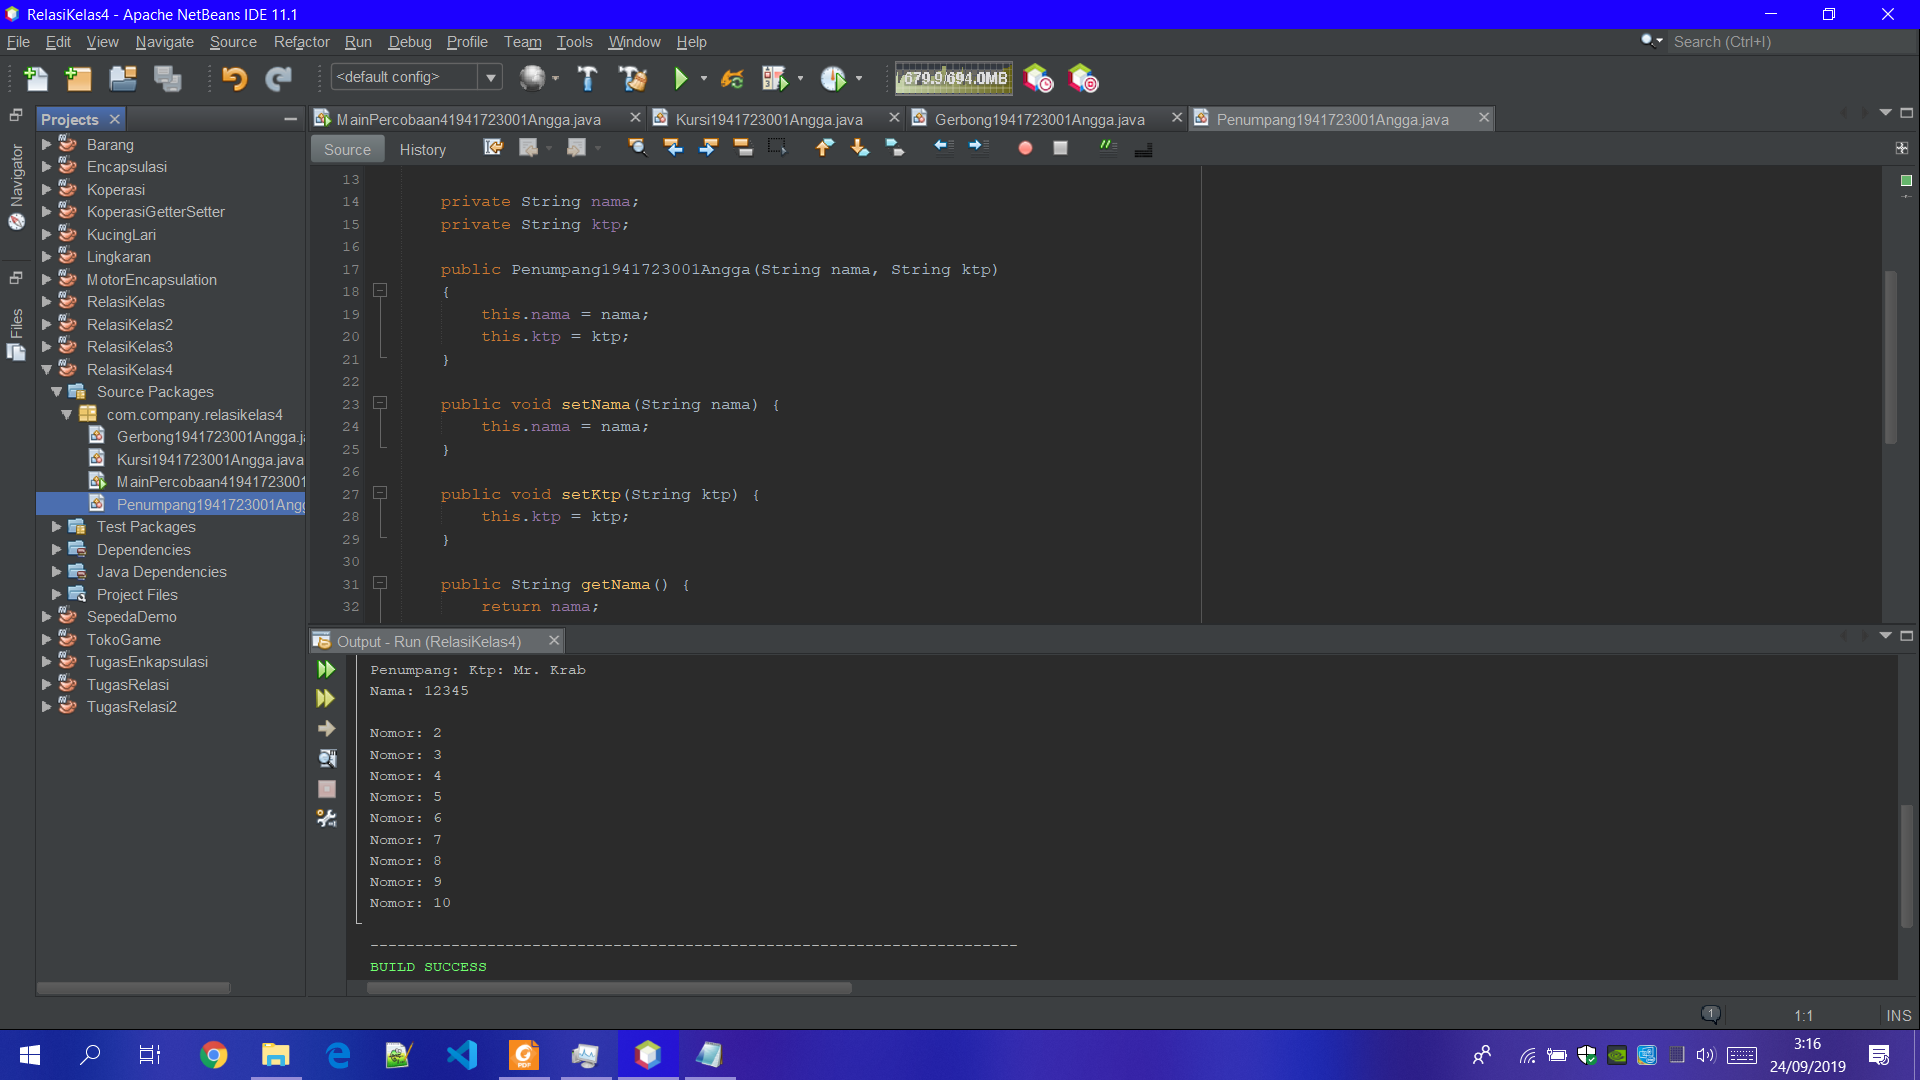 RelasiKelas4 - Apache NetBeans IDE 11.1
File Edit View Navigate Source Refactor Run Debug Profile Team Tools Window Help
Search (Ctrl+I)
<default config>
679.9/694.0MB
Projects
Navigator
Files
Barang
Encapsulasi
Koperasi
KoperasiGetterSetter
KucingLari
Lingkaran
MotorEncapsulation
RelasiKelas
RelasiKelas2
RelasiKelas3
RelasiKelas4
Source Packages
com.company.relasikelas4
Gerbong1941723001Angga.j
Kursi1941723001Angga.java
MainPercobaan41941723001
Penumpang1941723001Angg
Test Packages
Dependencies
Java Dependencies
Project Files
SepedaDemo
TokoGame
TugasEnkapsulasi
TugasRelasi
TugasRelasi2
MainPercobaan41941723001Angga.java Kursi1941723001Angga.java Gerbong1941723001Angga.java Penumpang1941723001Angga.java
Source History
13
14 private String nama;
15 private String ktp;
16
17 public Penumpang1941723001Angga(String nama, String ktp)
18 {
19 this.nama = nama;
20 this.ktp = ktp;
21 }
22
23 public void setNama(String nama) {
24 this.nama = nama;
25 }
26
27 public void setKtp(String ktp) {
28 this.ktp = ktp;
29 }
30
31 public String getNama() {
32 return nama;
Output - Run (RelasiKelas4)
Penumpang: Ktp: Mr. Krab
Nama: 12345
Nomor: 2
Nomor: 3
Nomor: 4
Nomor: 5
Nomor: 6
Nomor: 7
Nomor: 8
Nomor: 9
Nomor: 10
------------------------------------------------------------------------
BUILD SUCCESS
1
1:1
INS
3:16
24/09/2019